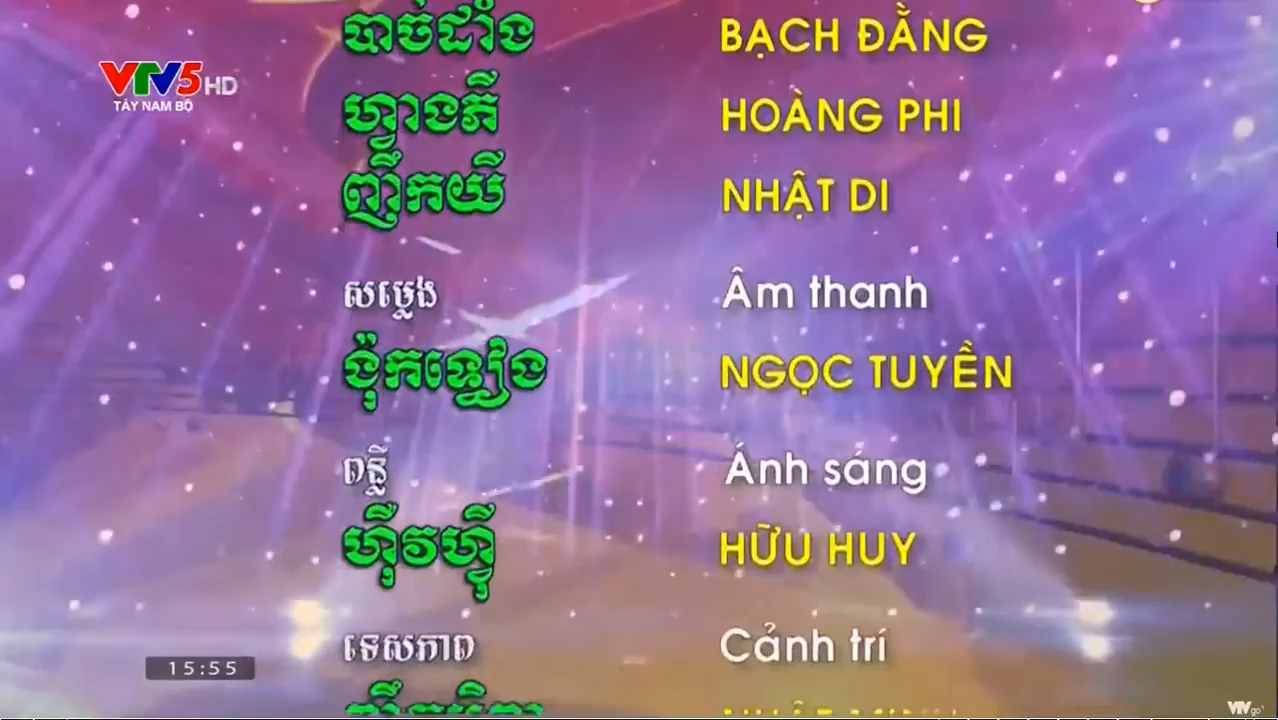 បាច់ដាំង BẠCH ĐẰNG
VTV5 HD
TÂY NAM BỘ
ហ្វាងភី HOÀNG PHI
ញឹកយី NHẬT DI
សម្លេង Âm thanh
ង៉ុកទៀង NGỌC TUYỀN
ពន្លឺ Ánh sáng
ហ៊ឺវហ្វ៊ី HỮU HUY
ទេសភាព Cảnh trí
15:55
VTVgo